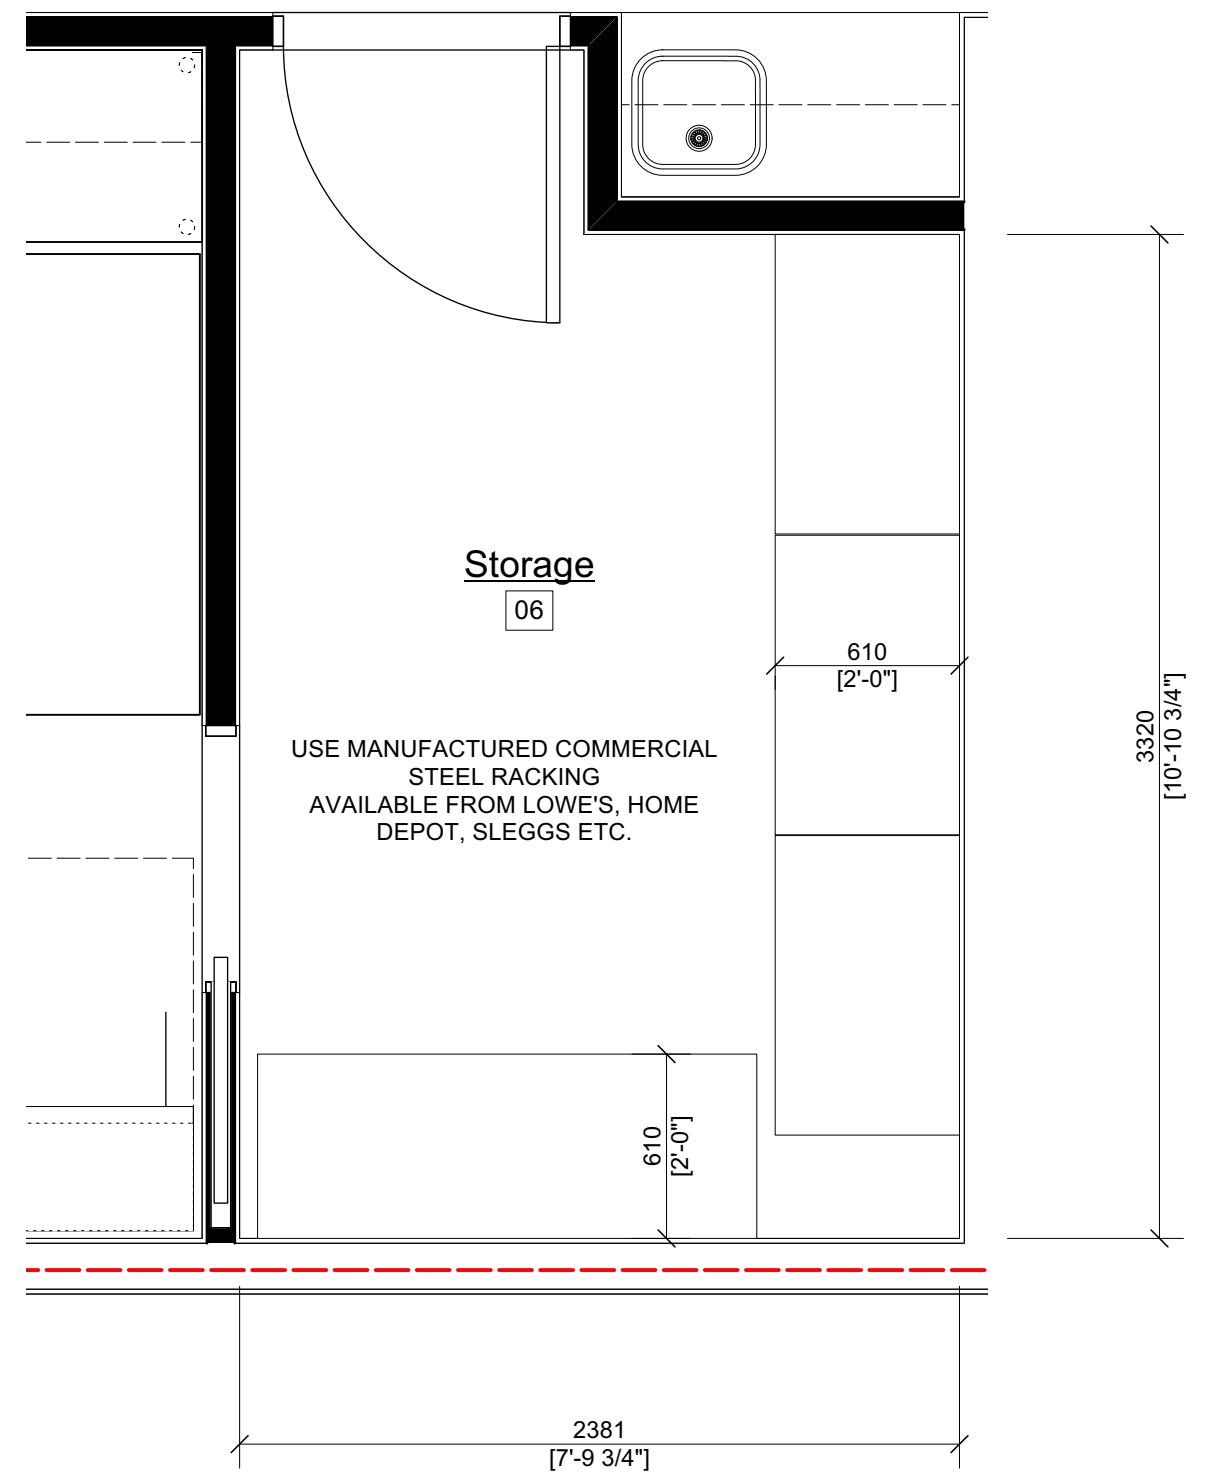 Storage
06
610
[2'-0"]
3320
[10'-10 3/4"]
USE MANUFACTURED COMMERCIAL
STEEL RACKING
AVAILABLE FROM LOWE'S, HOME
DEPOT, SLEGGS ETC.
610
[2'-0"]
2381
[7'-9 3/4"]